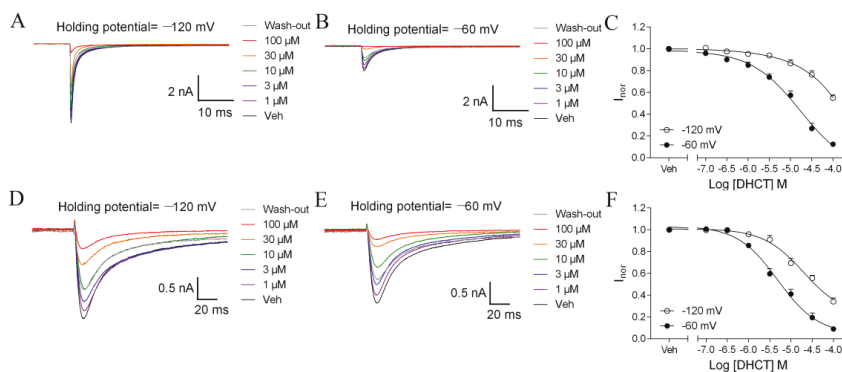 A
Holding potential= −120 mV
Wash-out
100 µM
30 µM
10 µM
3 µM
1 µM
Veh
2 nA
10 ms
B
Holding potential= −60 mV
Wash-out
100 µM
30 µM
10 µM
10 µM
3 µM
1 µM
Veh
2 nA
10 ms
C
1.2
1.0
0.8
0.6
0.4
0.2
0.0
I nor
-120 mV
-60 mV
Veh
-7.0 -6.5 -6.0 -5.5 -5.0 -4.5 -4.0
Log [DHCT] M
D
Holding potential= −120 mV
Wash-out
100 µM
30 µM
10 µM
3 µM
1 µM
Veh
0.5 nA
20 ms
E
Holding potential= −60 mV
Wash-out
100 µM
30 µM
10 µM
3 µM
1 µM
Veh
0.5 nA
20 ms
F
1.2
1.0
0.8
0.6
0.4
0.2
0.0
I nor
-120 mV
-60 mV
Veh
-7.0 -6.5 -6.0 -5.5 -5.0 -4.5 -4.0
Log [DHCT] M